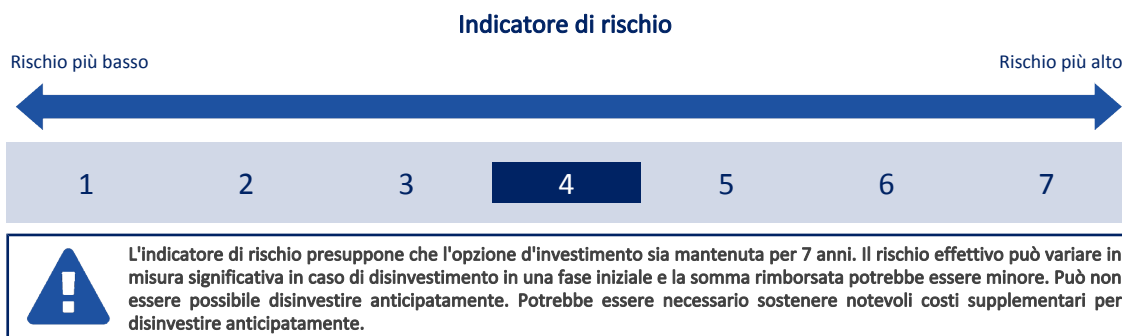 Indicatore di rischio
Rischio più basso
Rischio più alto
1 2 3 4 5 6 7
L'indicatore di rischio presuppone che l'opzione d'investimento sia mantenuta per 7 anni. Il rischio effettivo può variare in
misura significativa in caso di disinvestimento in una fase iniziale e la somma rimborsata potrebbe essere minore. Può non
essere possibile disinvestire anticipatamente. Potrebbe essere necessario sostenere notevoli costi supplementari per
disinvestire anticipatamente.